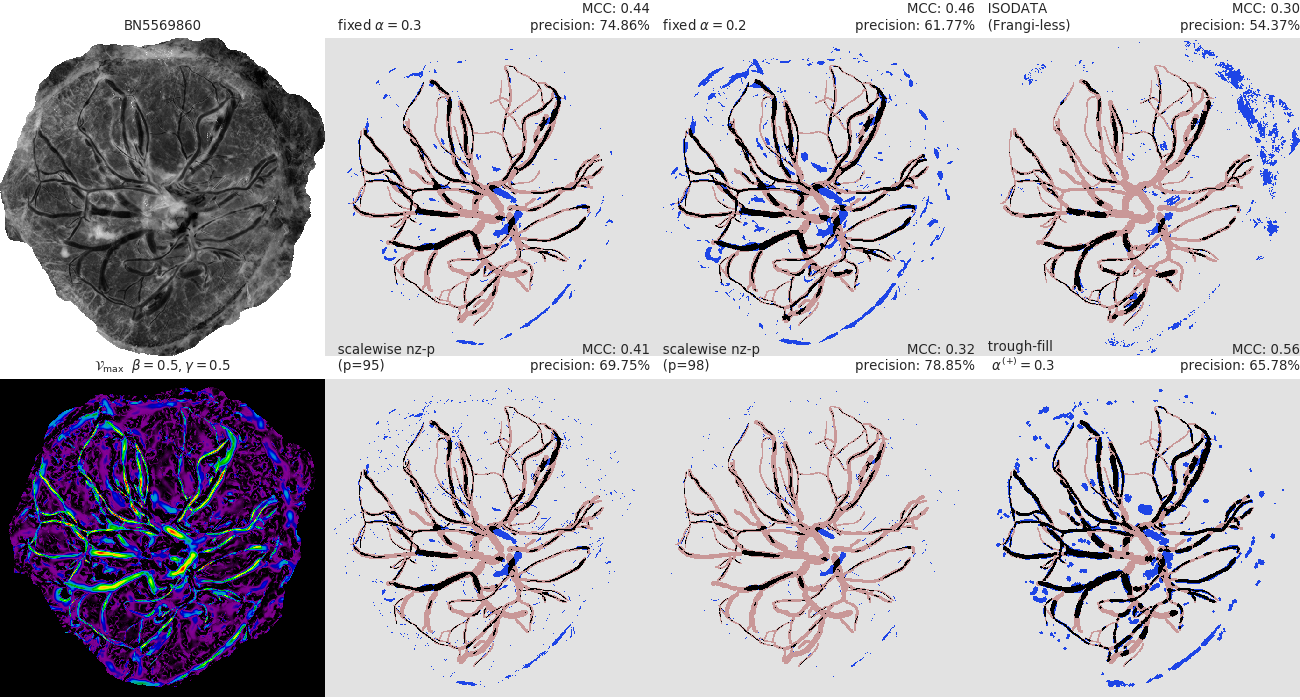 BN5569860
fixed α = 0.3
MCC: 0.44
precision: 74.86%
fixed α = 0.2
MCC: 0.46
precision: 61.77%
ISODATA
(Frangi-less)
MCC: 0.30
precision: 54.37%
𝒱max β = 0.5, γ = 0.5
scalewise nz-p
(p=95)
MCC: 0.41
precision: 69.75%
scalewise nz-p
(p=98)
MCC: 0.32
precision: 78.85%
trough-fill
α(+) = 0.3
MCC: 0.56
precision: 65.78%